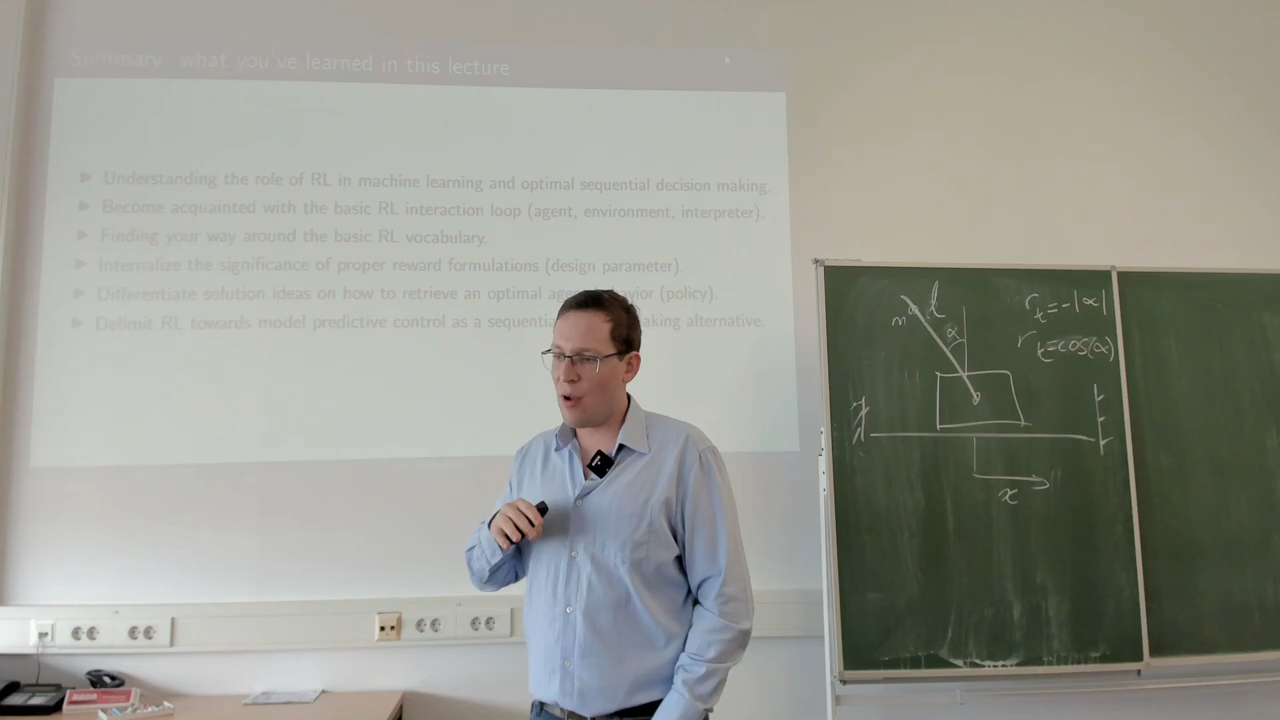 Summary: what you've learned in this lecture
▶ Understanding the role of RL in machine learning and optimal sequential decision making.
▶ Become acquainted with the basic RL interaction loop (agent, environment, interpreter).
▶ Finding your way around the basic RL vocabulary.
▶ Internalize the significance of proper reward formulations (design parameter).
▶ Differentiate solution ideas on how to retrieve an optimal agent behavior (policy).
▶ Delimit RL towards model predictive control as a sequential making alternative.
m l α
r_t=-|α|
r_t=cos(α)
x